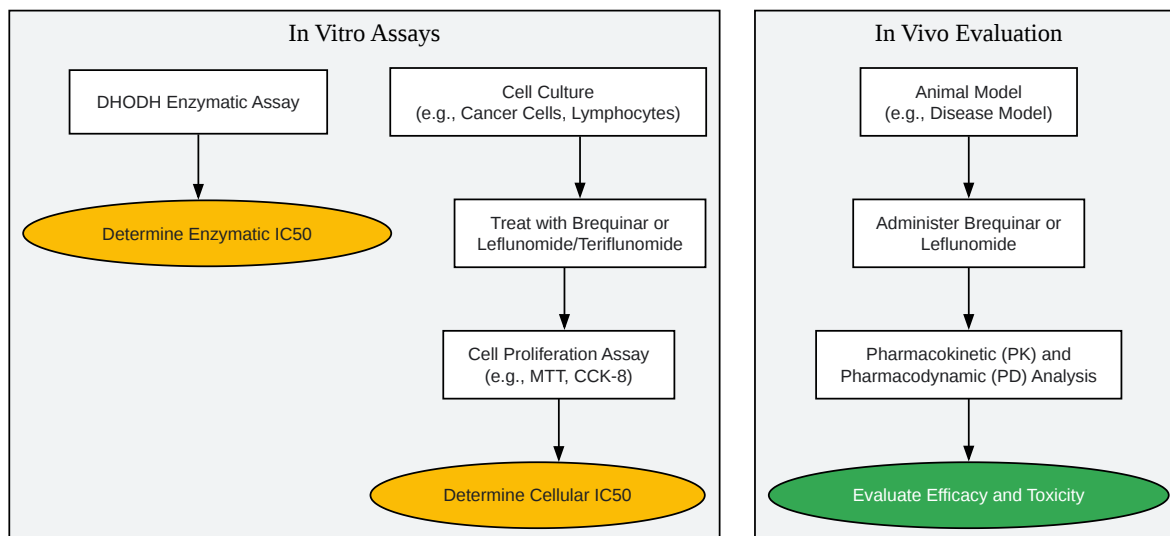 In Vitro Assays
DHODH Enzymatic Assay
Determine Enzymatic IC50
Cell Culture
(e.g., Cancer Cells, Lymphocytes)
Treat with Brequinar or
Leflunomide/Teriflunomide
Cell Proliferation Assay
(e.g., MTT, CCK-8)
Determine Cellular IC50
In Vivo Evaluation
Animal Model
(e.g., Disease Model)
Administer Brequinar or
Leflunomide
Pharmacokinetic (PK) and
Pharmacodynamic (PD) Analysis
Evaluate Efficacy and Toxicity